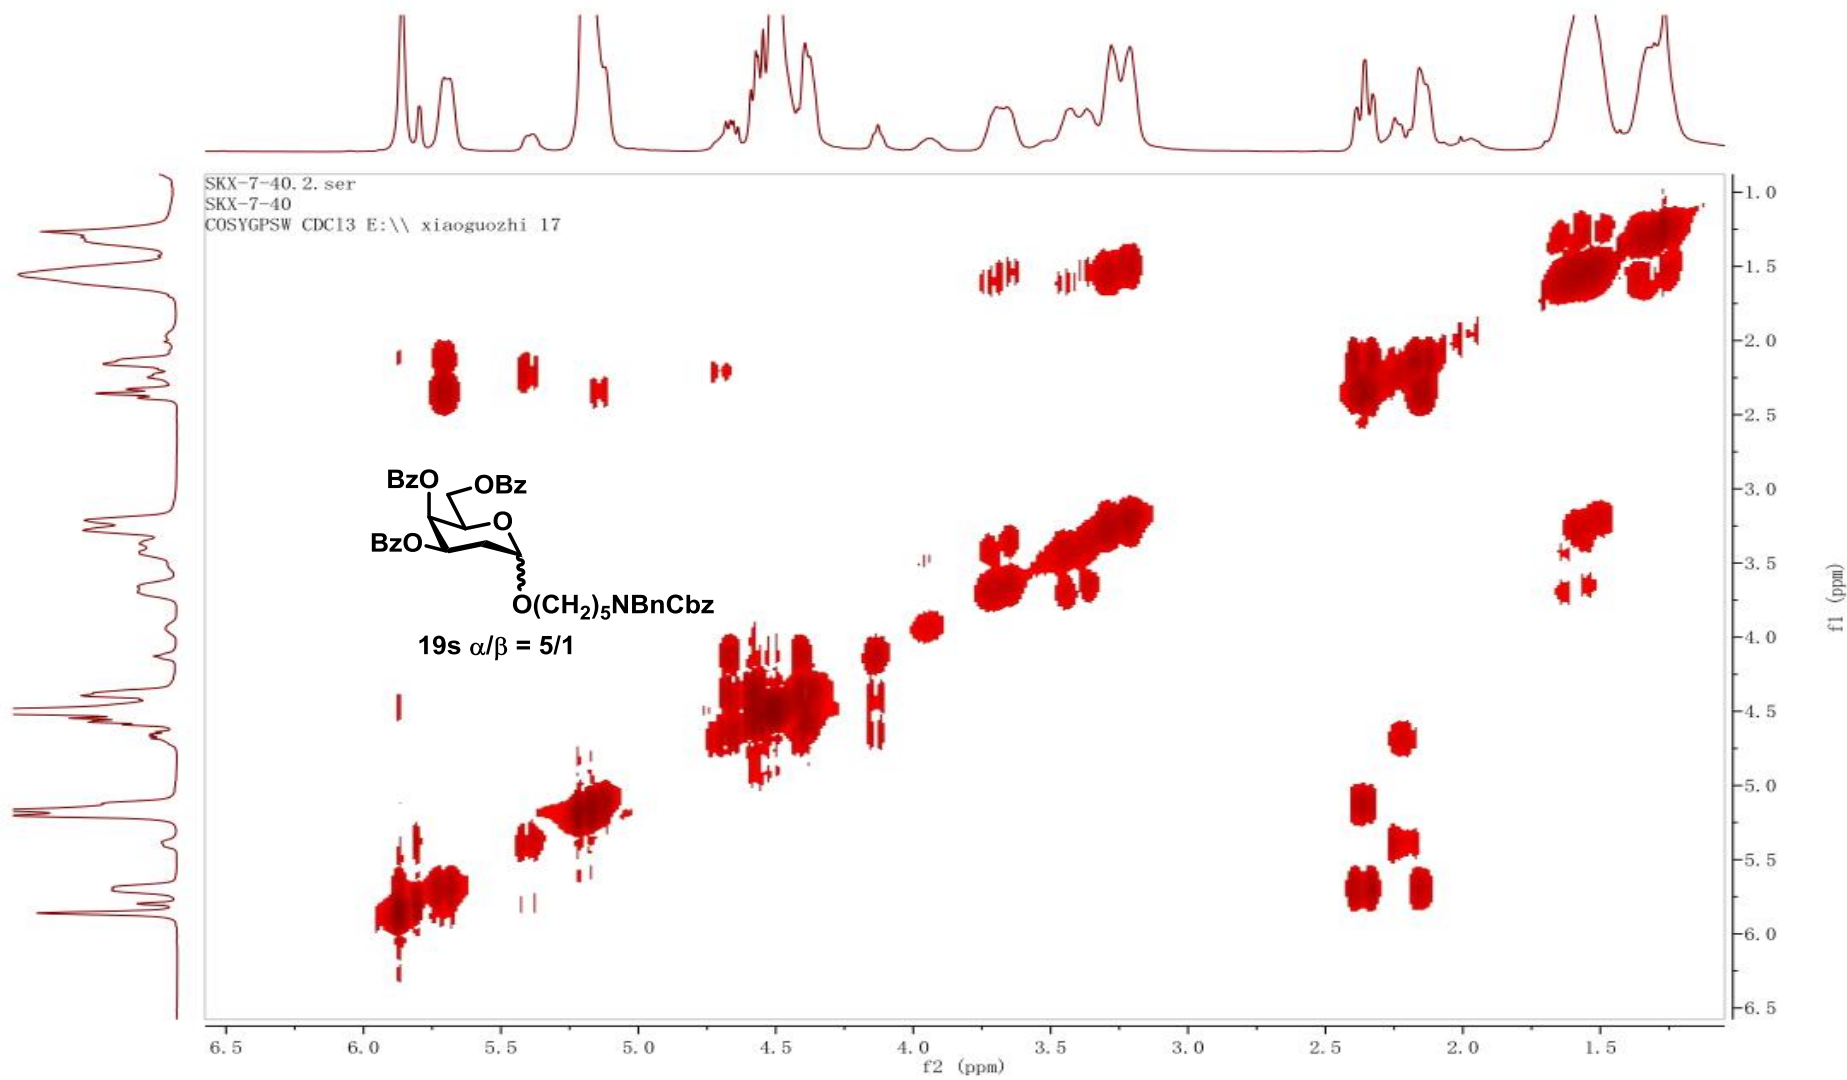 SKX-7-40.2.ser
SKX-7-40
COSYGPSW CDCl3 E:\\ xiaoguozhi 17
1.0
1.5
2.0
2.5
3.0
3.5
4.0
4.5
5.0
5.5
6.0
6.5
f1 (ppm)
BzO
OBz
O
BzO
O(CH2)5NBnCbz
19s α/β = 5/1
6.5 6.0 5.5 5.0 4.5 4.0 3.5 3.0 2.5 2.0 1.5
f2 (ppm)